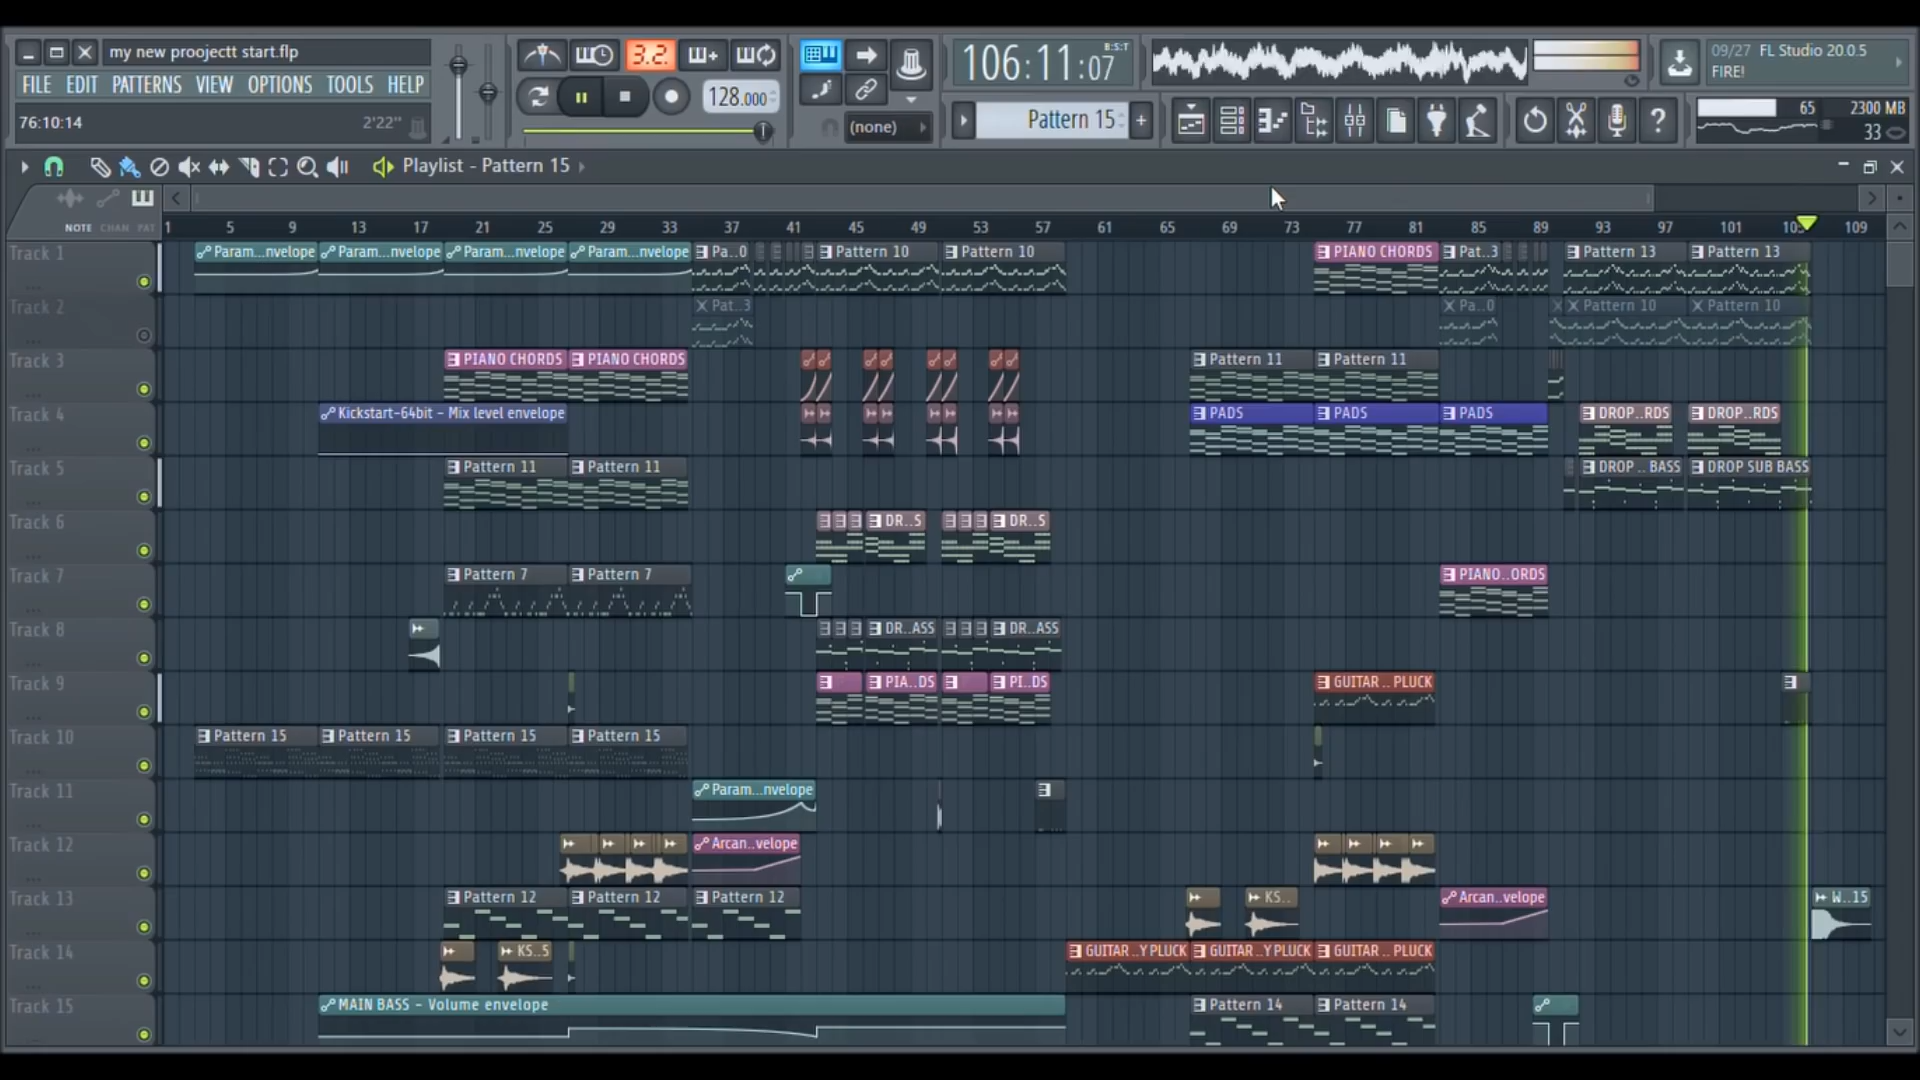 my new proojectt start.flp
FILE EDIT PATTERNS VIEW OPTIONS TOOLS HELP
76:10:14 2'22"
3.2.
128.000
(none)
106:11:07 B:S:T
Pattern 15
09/27 FL Studio 20.0.5
FIRE!
65 2300 MB
33
Playlist - Pattern 15
NOTE CHAN PAT
1 5 9 13 17 21 25 29 33 37 41 45 49 53 57 61 65 69 73 77 81 85 89 93 97 101 105 109
Track 1 Param...nvelope Param...nvelope Param...nvelope Param...nvelope Pa..0 Pattern 10 Pattern 10 PIANO CHORDS Pat..3 Pattern 13 Pattern 13
Track 2 Pat..3 Pa..0 Pattern 10 Pattern 10
Track 3 PIANO CHORDS PIANO CHORDS Pattern 11 Pattern 11
Track 4 Kickstart-64bit - Mix level envelope PADS PADS PADS DROP..RDS DROP..RDS
Track 5 Pattern 11 Pattern 11 DROP .. BASS DROP SUB BASS
Track 6 DR..S DR..S
Track 7 Pattern 7 Pattern 7 PIANO..ORDS
Track 8 DR..ASS DR..ASS
Track 9 PIA..DS PI..DS GUITAR .. PLUCK
Track 10 Pattern 15 Pattern 15 Pattern 15 Pattern 15
Track 11 Param...nvelope
Track 12 Arcan..velope
Track 13 Pattern 12 Pattern 12 Pattern 12 KS.. Arcan..velope W..15
Track 14 KS..5 GUITAR ..Y PLUCK GUITAR ..Y PLUCK GUITAR .. PLUCK
Track 15 MAIN BASS - Volume envelope Pattern 14 Pattern 14